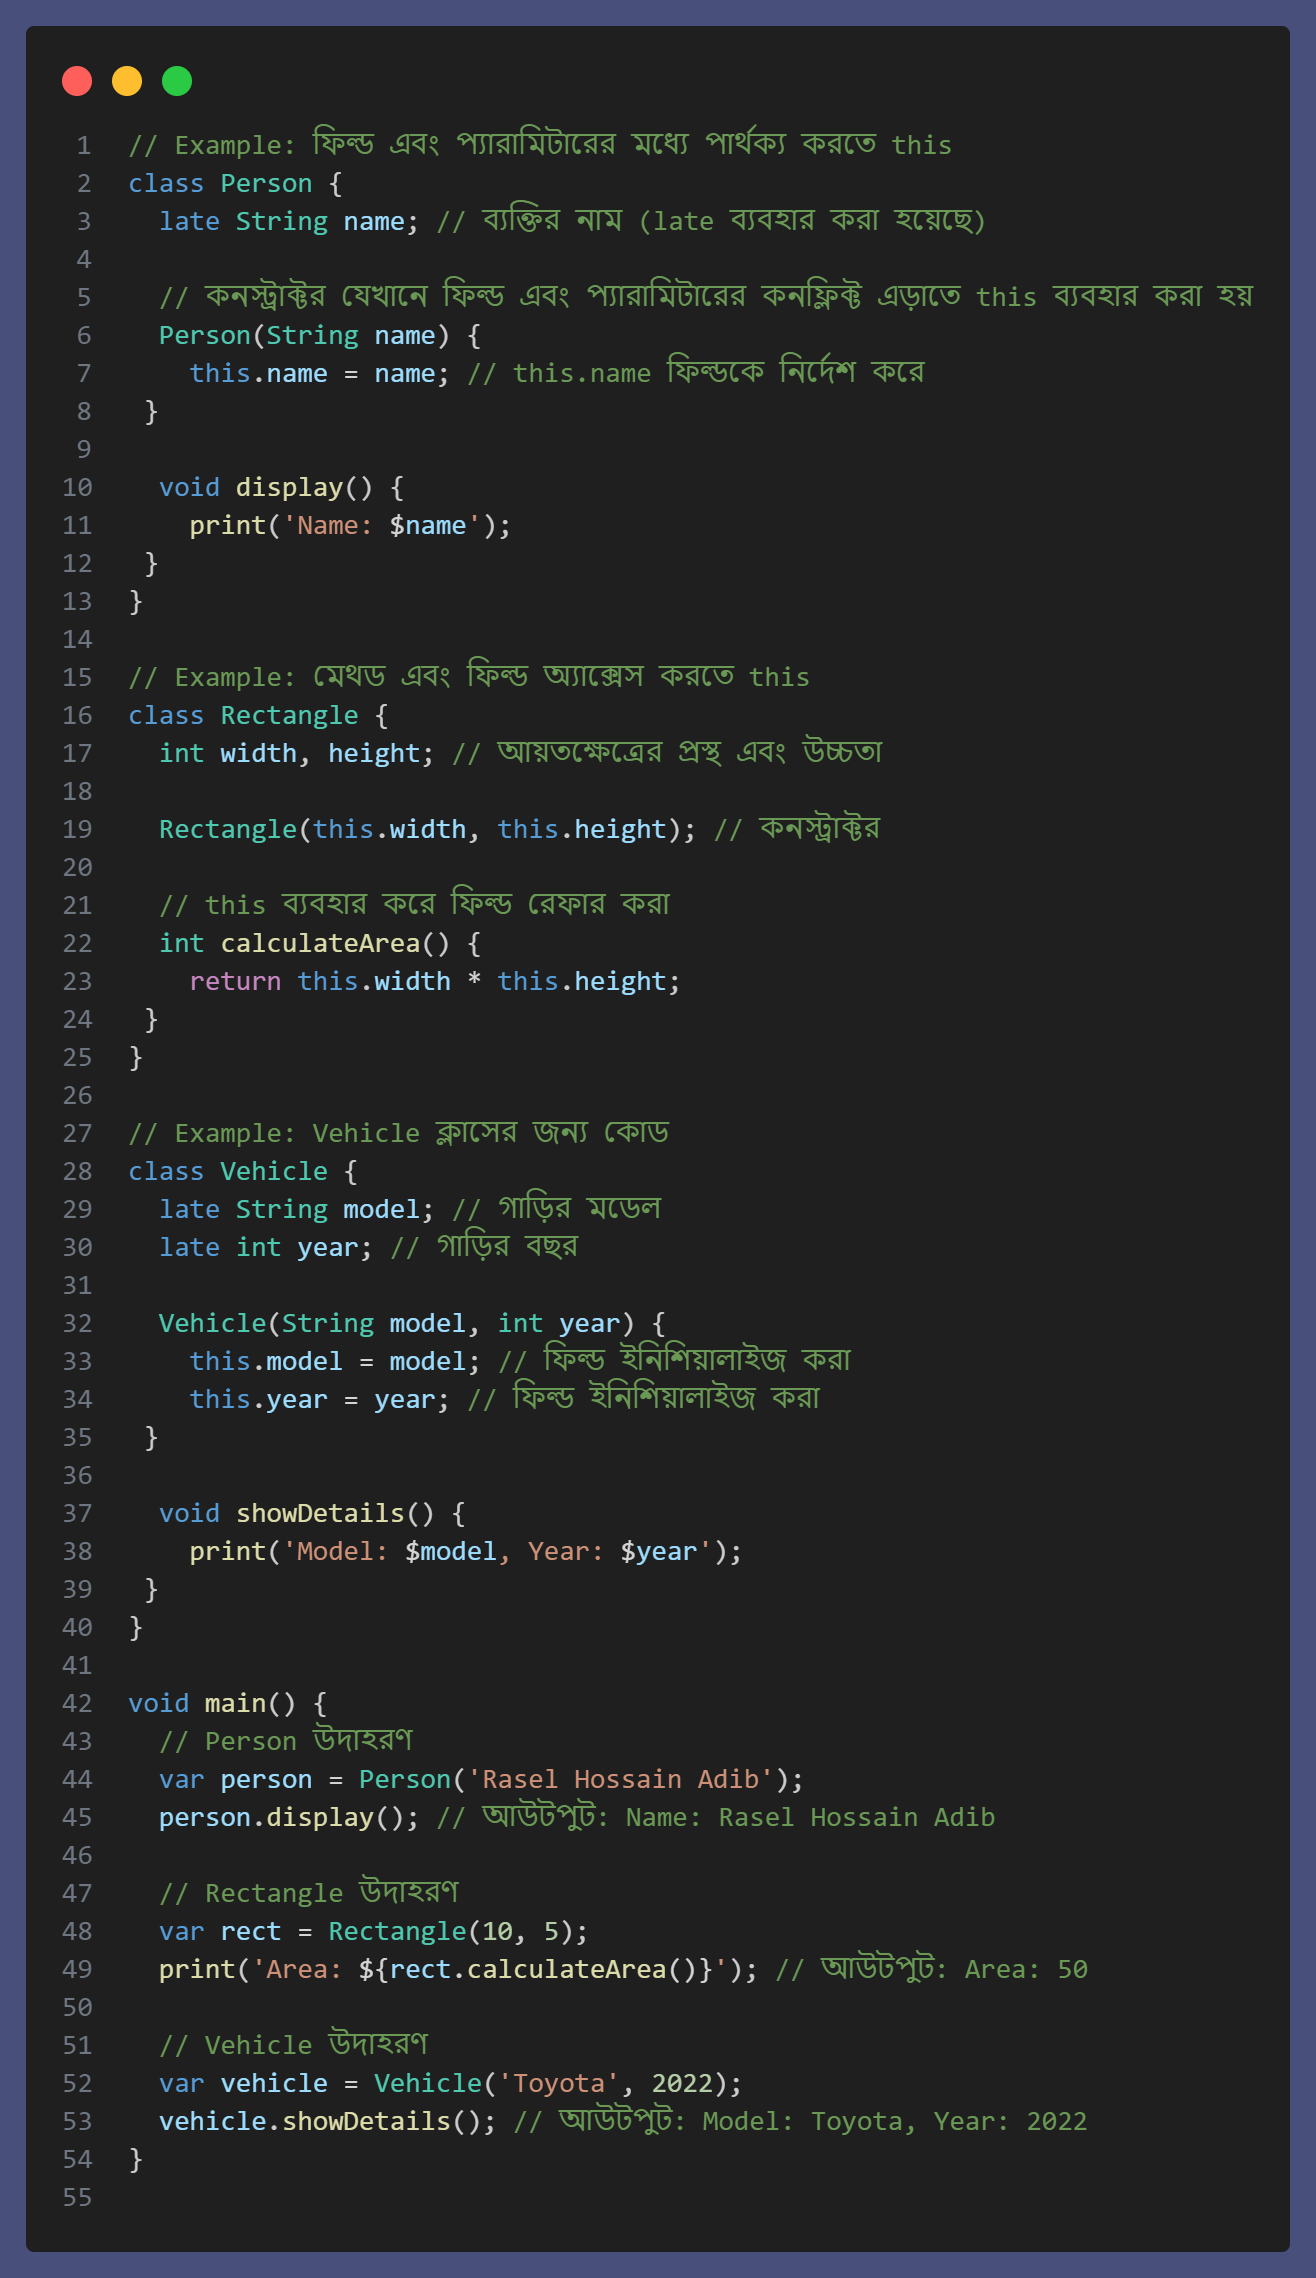 1 // Example: ফিল্ড এবং প্যারামিটারের মধ্যে পার্থক্য করতে this
2 class Person {
3   late String name; // ব্যক্তির নাম (late ব্যবহার করা হয়েছে)
4
5   // কনস্ট্রাক্টর যেখানে ফিল্ড এবং প্যারামিটারের কনফ্লিক্ট এড়াতে this ব্যবহার করা হয়
6   Person(String name) {
7     this.name = name; // this.name ফিল্ডকে নির্দেশ করে
8  }
9
10   void display() {
11     print('Name: $name');
12  }
13 }
14
15 // Example: মেথড এবং ফিল্ড অ্যাক্সেস করতে this
16 class Rectangle {
17   int width, height; // আয়তক্ষেত্রের প্রস্থ এবং উচ্চতা
18
19   Rectangle(this.width, this.height); // কনস্ট্রাক্টর
20
21   // this ব্যবহার করে ফিল্ড রেফার করা
22   int calculateArea() {
23     return this.width * this.height;
24  }
25 }
26
27 // Example: Vehicle ক্লাসের জন্য কোড
28 class Vehicle {
29   late String model; // গাড়ির মডেল
30   late int year; // গাড়ির বছর
31
32   Vehicle(String model, int year) {
33     this.model = model; // ফিল্ড ইনিশিয়ালাইজ করা
34     this.year = year; // ফিল্ড ইনিশিয়ালাইজ করা
35  }
36
37   void showDetails() {
38     print('Model: $model, Year: $year');
39  }
40 }
41
42 void main() {
43   // Person উদাহরণ
44   var person = Person('Rasel Hossain Adib');
45   person.display(); // আউটপুট: Name: Rasel Hossain Adib
46
47   // Rectangle উদাহরণ
48   var rect = Rectangle(10, 5);
49   print('Area: ${rect.calculateArea()}'); // আউটপুট: Area: 50
50
51   // Vehicle উদাহরণ
52   var vehicle = Vehicle('Toyota', 2022);
53   vehicle.showDetails(); // আউটপুট: Model: Toyota, Year: 2022
54 }
55